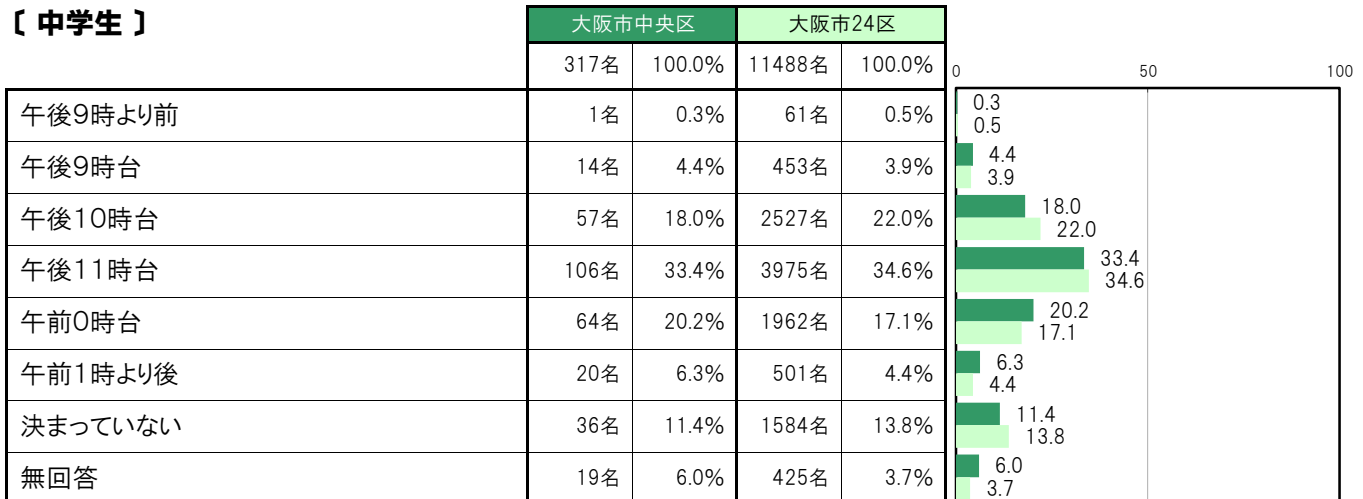 〔 中学生 〕
大阪市中央区 大阪市24区
317名 100.0% 11488名 100.0%
0 50 100
午後9時より前 1名 0.3% 61名 0.5% 0.3
0.5
午後9時台 14名 4.4% 453名 3.9% 4.4
3.9
午後10時台 57名 18.0% 2527名 22.0% 18.0
22.0
午後11時台 106名 33.4% 3975名 34.6% 33.4
34.6
午前0時台 64名 20.2% 1962名 17.1% 20.2
17.1
午前1時より後 20名 6.3% 501名 4.4% 6.3
4.4
決まっていない 36名 11.4% 1584名 13.8% 11.4
13.8
無回答 19名 6.0% 425名 3.7% 6.0
3.7